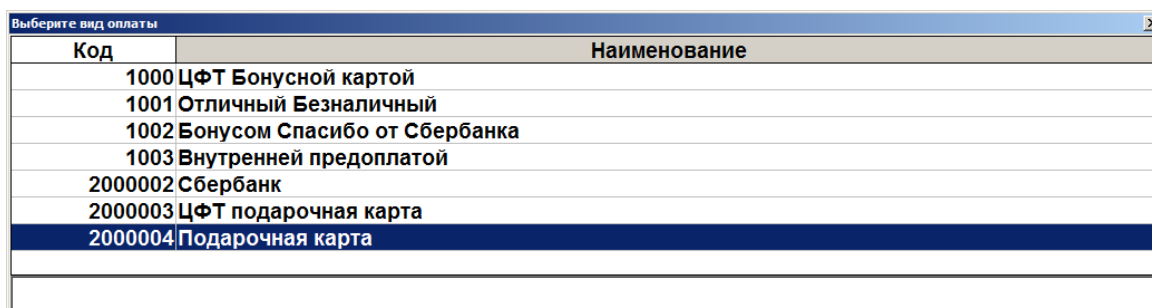 Выберите вид оплаты
Код Наименование
1000 ЦФТ Бонусной картой
1001 Отличный Безналичный
1002 Бонусом Спасибо от Сбербанка
1003 Внутренней предоплатой
2000002 Сбербанк
2000003 ЦФТ подарочная карта
2000004 Подарочная карта